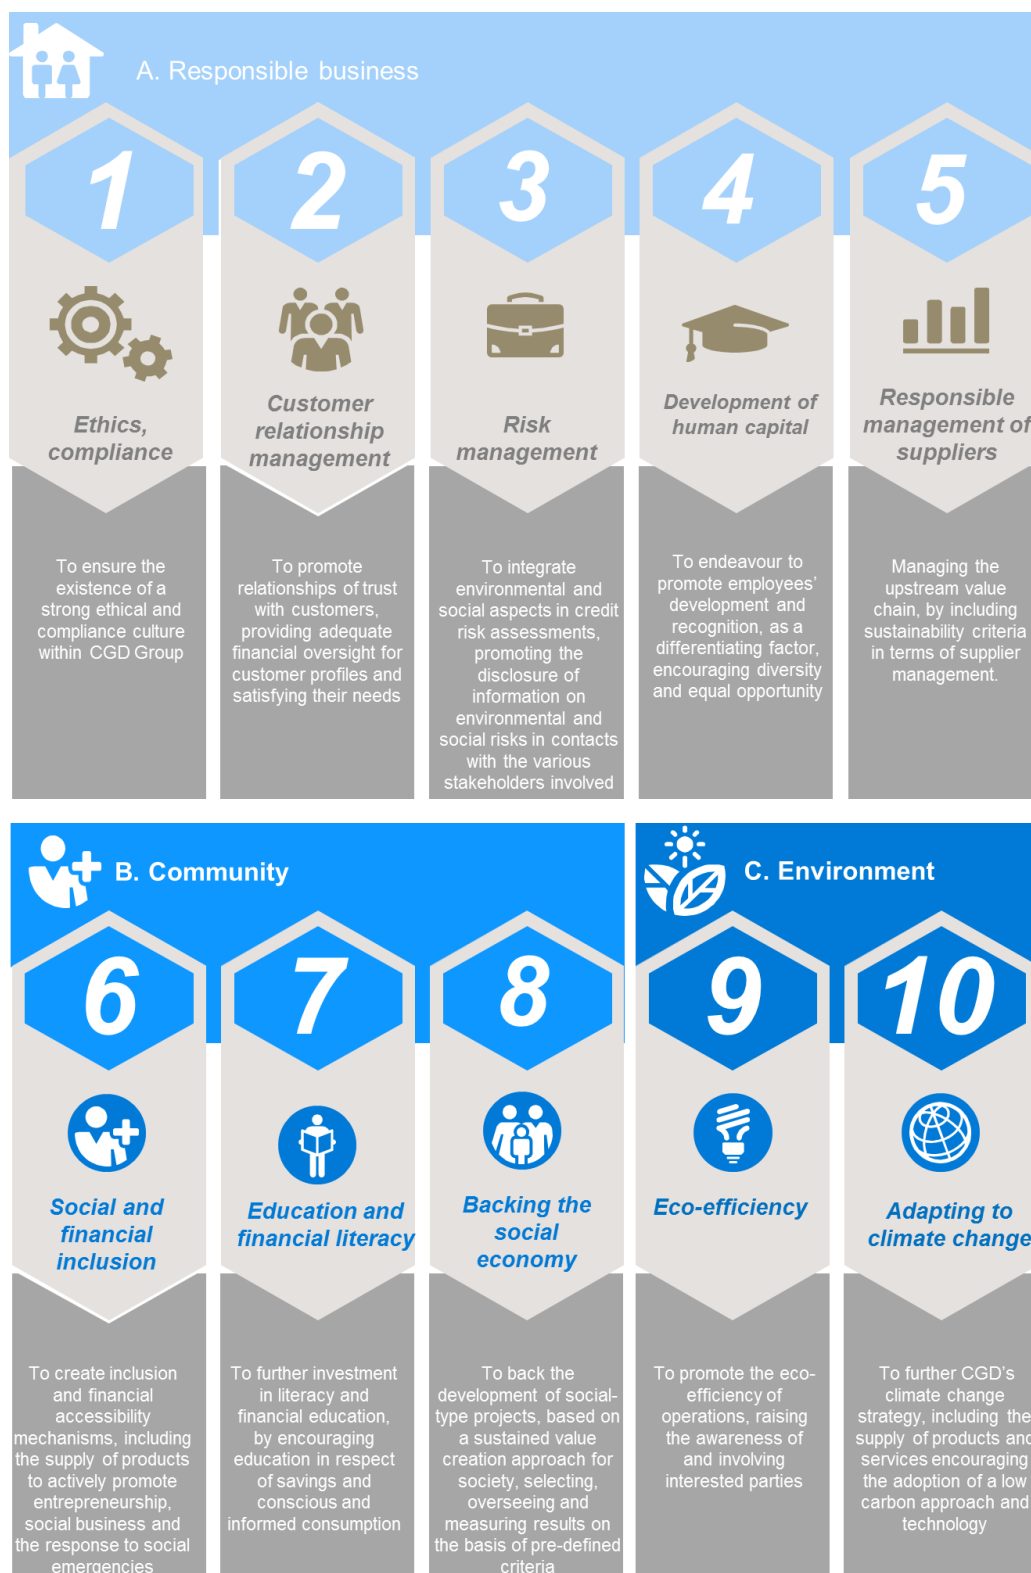 A. Responsible business
1
2
3
4
5
Ethics,
compliance
Customer
relationship
management
Risk
management
Development of
human capital
Responsible
management of
suppliers
To ensure the
existence of a
strong ethical and
compliance culture
within CGD Group
To promote
relationships of trust
with customers,
providing adequate
financial oversight for
customer profiles and
satisfying their needs
To integrate
environmental and
social aspects in credit
risk assessments,
promoting the
disclosure of
information on
environmental and
social risks in contacts
with the various
stakeholders involved
To endeavour to
promote employees’
development and
recognition, as a
differentiating factor,
encouraging diversity
and equal opportunity
Managing the
upstream value
chain, by including
sustainability criteria
in terms of supplier
management.
B. Community
C. Environment
6
7
8
9
10
Social and
financial
inclusion
Education and
financial literacy
Backing the
social
economy
Eco-efficiency
Adapting to
climate change
To create inclusion
and financial
accessibility
mechanisms, including
the supply of products
to actively promote
entrepreneurship,
social business and
the response to social
emergencies
To further investment
in literacy and
financial education,
by encouraging
education in respect
of savings and
conscious and
informed consumption
To back the
development of social-
type projects, based on
a sustained value
creation approach for
society, selecting,
overseeing and
measuring results on
the basis of pre-defined
criteria
To promote the eco-
efficiency of
operations, raising
the awareness of
and involving
interested parties
To further CGD’s
climate change
strategy, including the
supply of products and
services encouraging
the adoption of a low
carbon approach and
technology